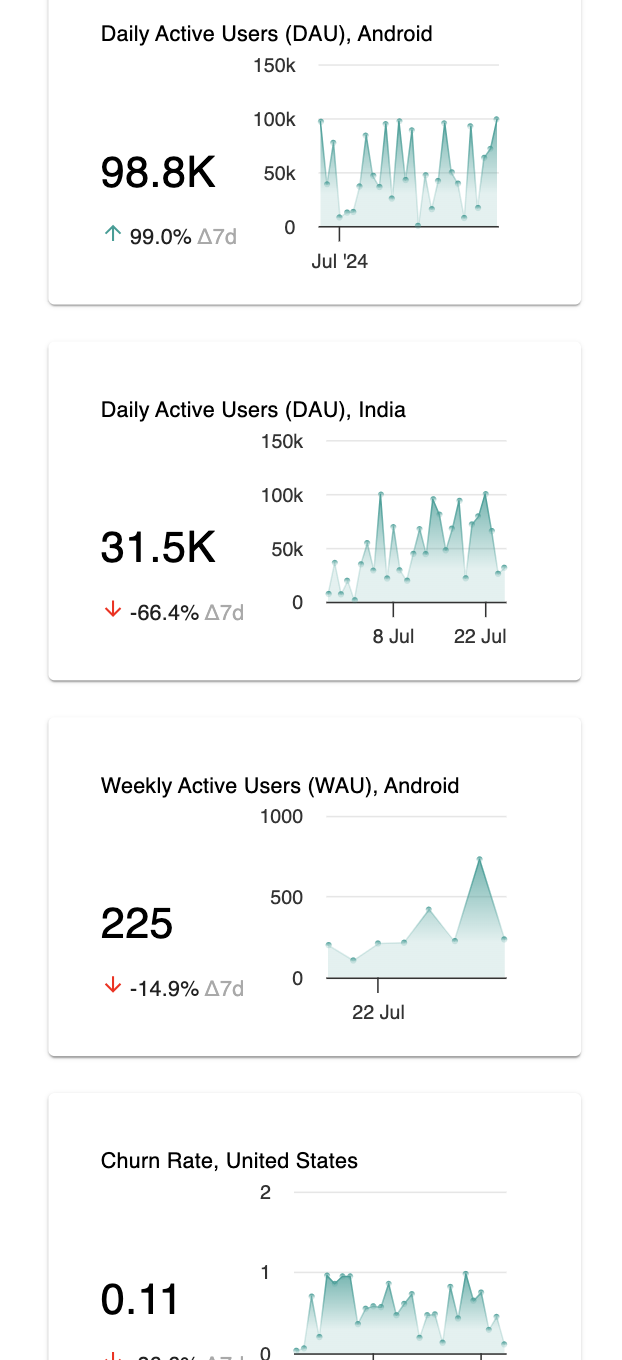 Daily Active Users (DAU), Android
150k
100k
50k
0
98.8K
99.0% Δ7d
Jul '24
Daily Active Users (DAU), India
150k
100k
50k
0
31.5K
-66.4% Δ7d
8 Jul 22 Jul
Weekly Active Users (WAU), Android
1000
500
0
225
-14.9% Δ7d
22 Jul
Churn Rate, United States
2
1
0
0.11
Δ7d